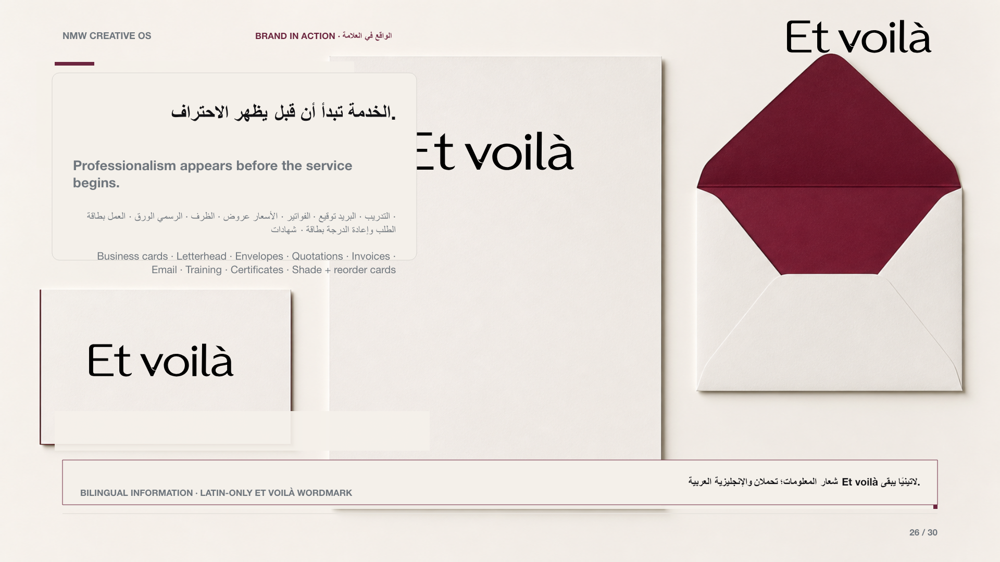 NMW CREATIVE OS
BRAND IN ACTION · الواقع في العلامة
Et voilà
.الخدمة تبدأ أن قبل يظهر الاحتراف
Professionalism appears before the service
begins.
· التدريب · البريد توقيع · الفواتير · الأسعار عروض · الظرف · الرسمي الورق · العمل بطاقة
الطلب وإعادة الدرجة بطاقة · شهادات
Business cards · Letterhead · Envelopes · Quotations · Invoices ·
Email · Training · Certificates · Shade + reorder cards
Et voilà
Et voilà
.لاتينيًا يبقى Et voilà شعار المعلومات؛ تحملان والإنجليزية العربية
BILINGUAL INFORMATION · LATIN-ONLY ET VOILÀ WORDMARK
26 / 30